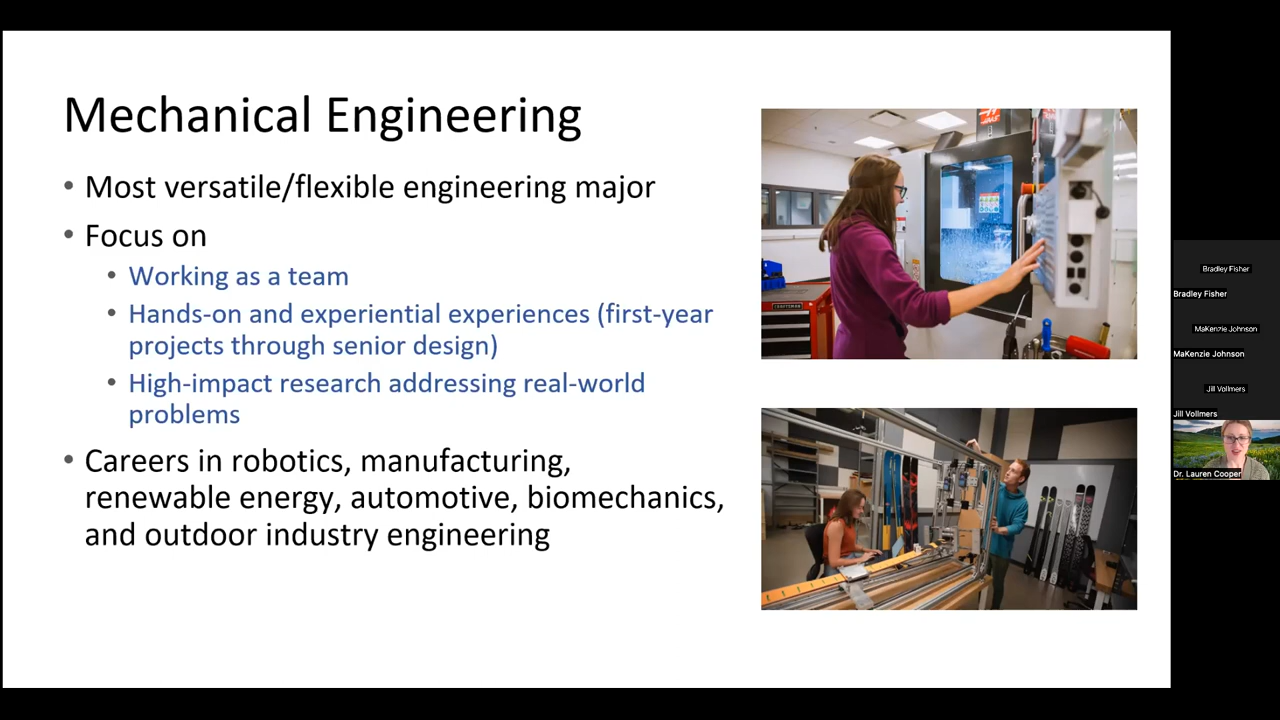 Mechanical Engineering
• Most versatile/flexible engineering major
• Focus on
• Working as a team
• Hands-on and experiential experiences (first-year
projects through senior design)
• High-impact research addressing real-world
problems
• Careers in robotics, manufacturing,
renewable energy, automotive, biomechanics,
and outdoor industry engineering
Bradley Fisher
Bradley Fisher
MaKenzie Johnson
MaKenzie Johnson
Jill Vollmers
Jill Vollmers
Dr. Lauren Cooper